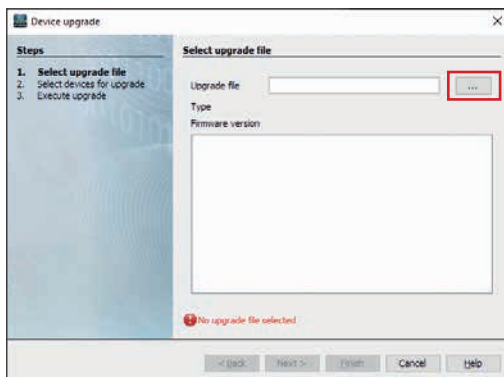 Device upgrade
Steps
1. Select upgrade file
2. Select devices for upgrade
3. Execute upgrade
Select upgrade file
Upgrade file
...
Type
Firmware version
No upgrade file selected
< Back
Next >
Finish
Cancel
Help